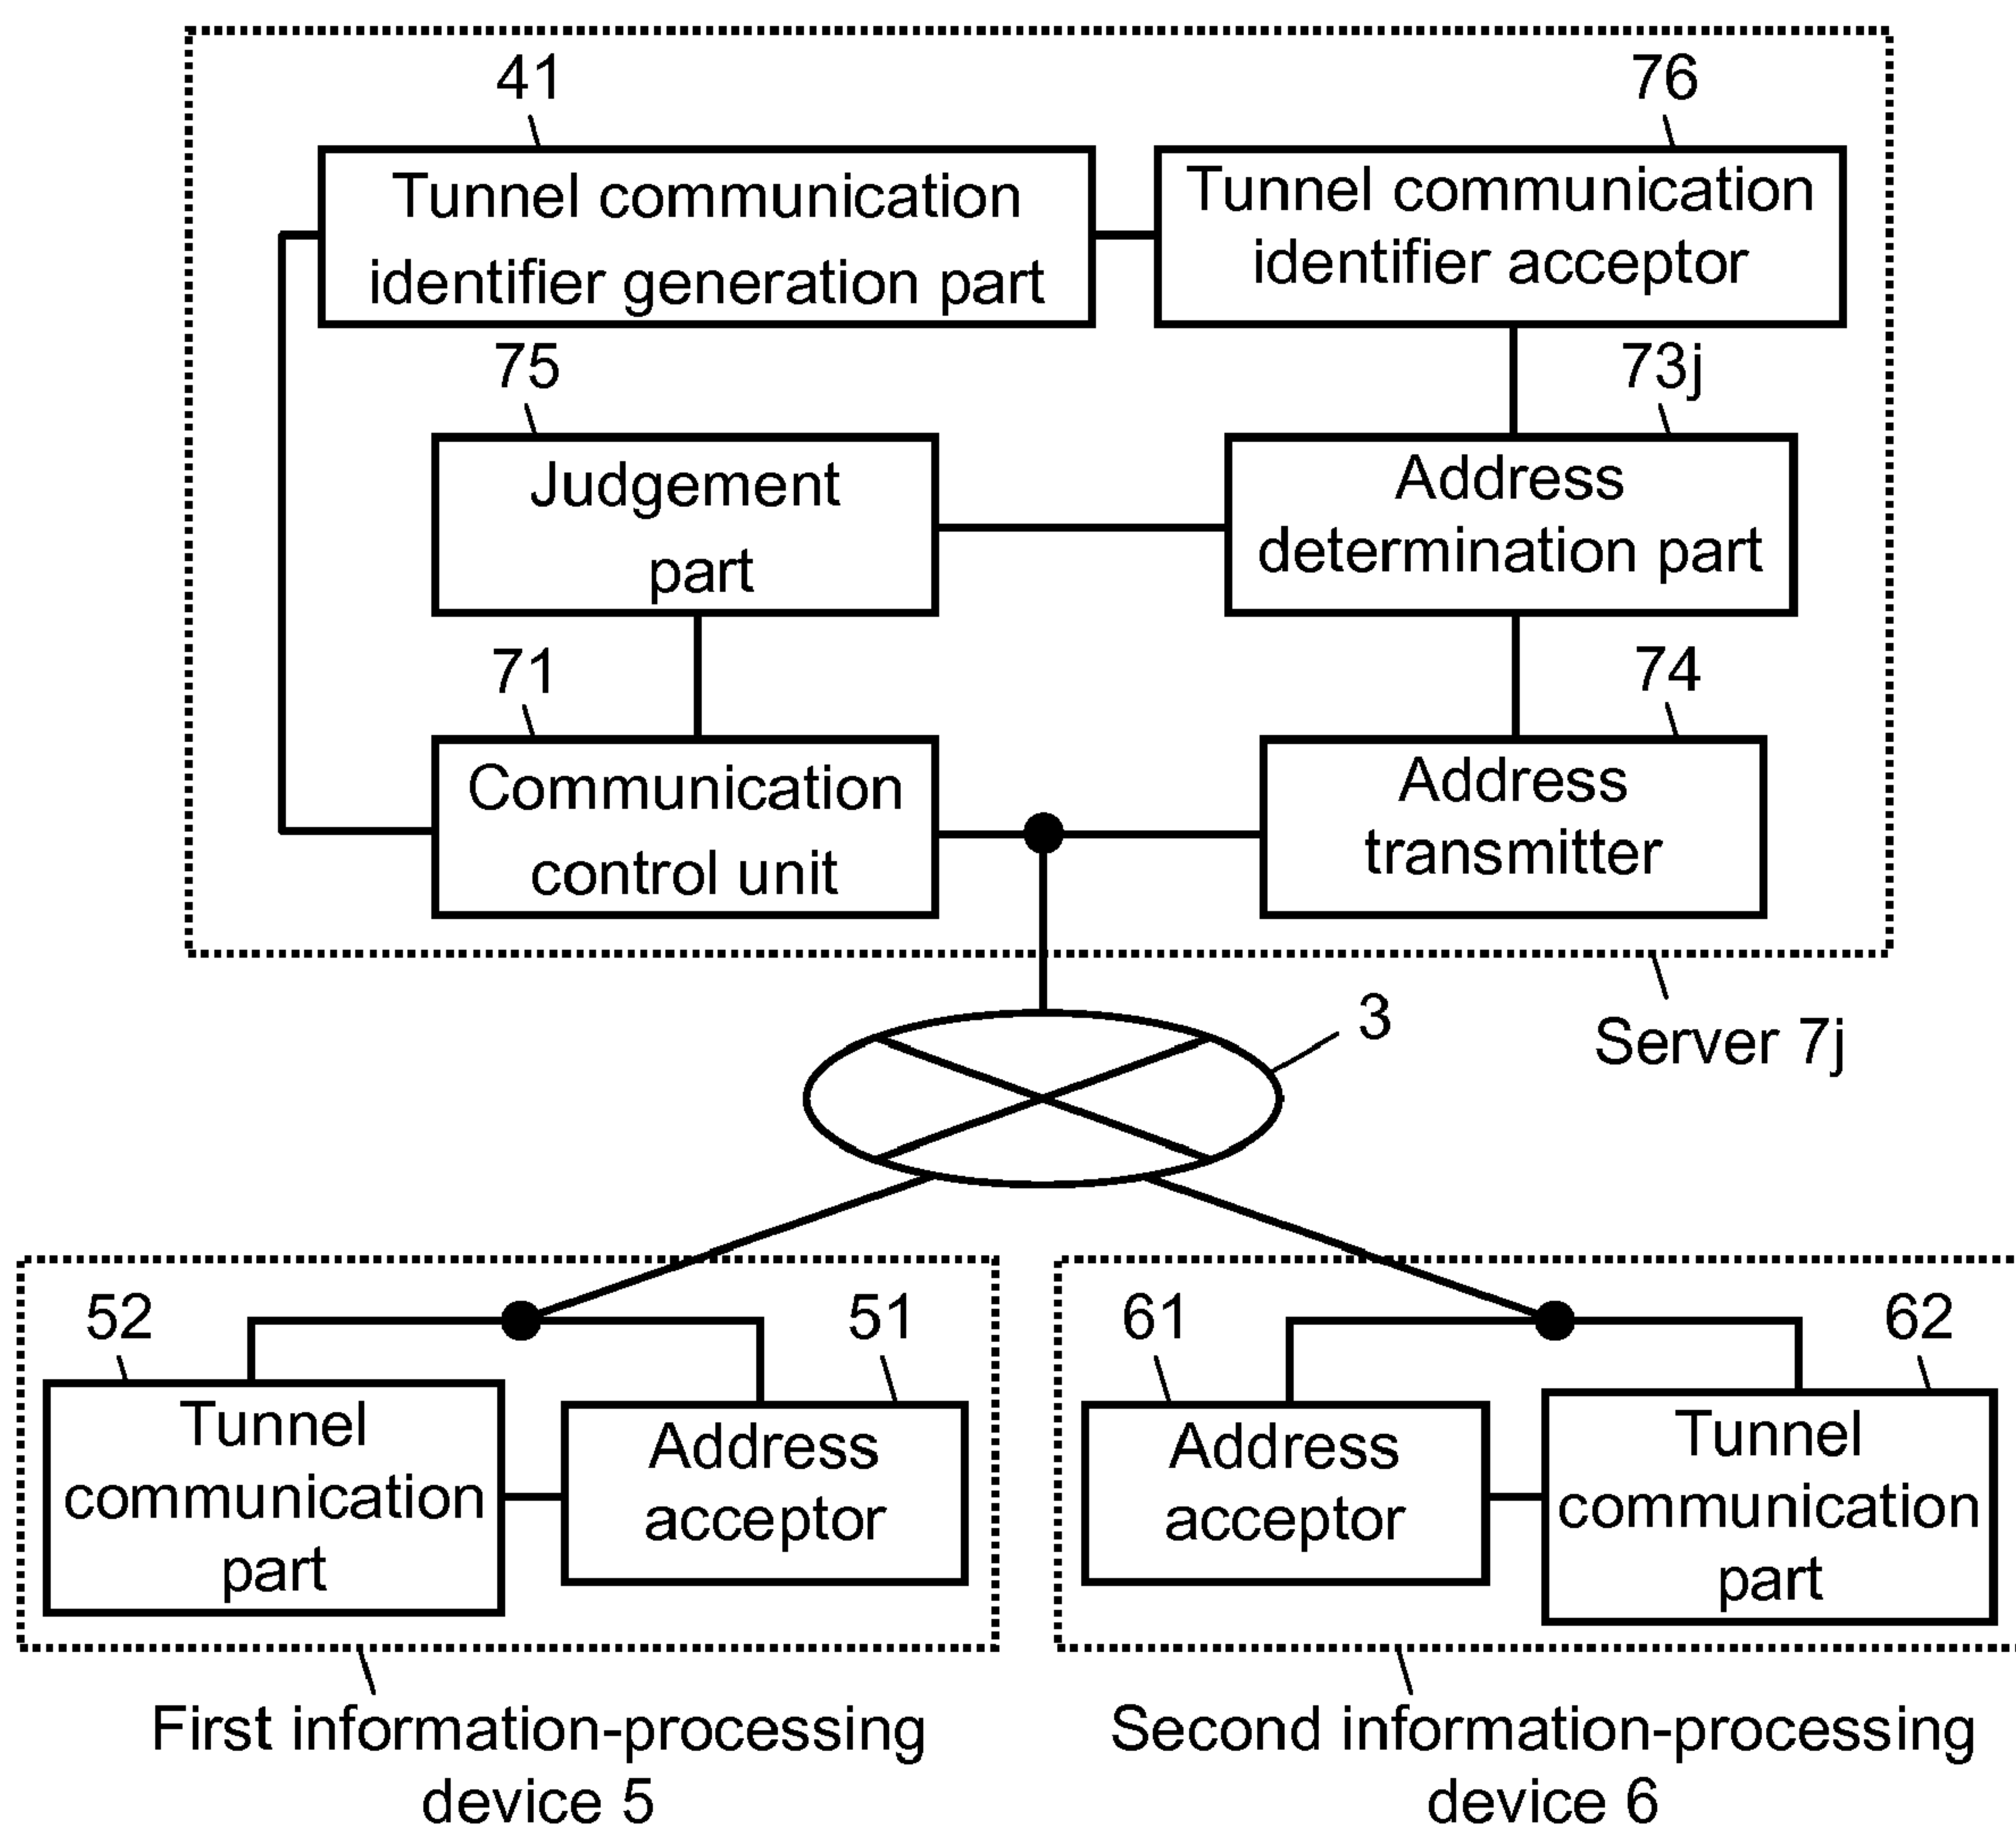 41
76
Tunnel communication
identifier generation part
Tunnel communication
identifier acceptor
75
73j
Judgement
part
Address
determination part
71
74
Communication
control unit
Address
transmitter
3
Server 7j
52
51
61
62
Tunnel
communication
part
Address
acceptor
Address
acceptor
Tunnel
communication
part
First information-processing
device 5
Second information-processing
device 6